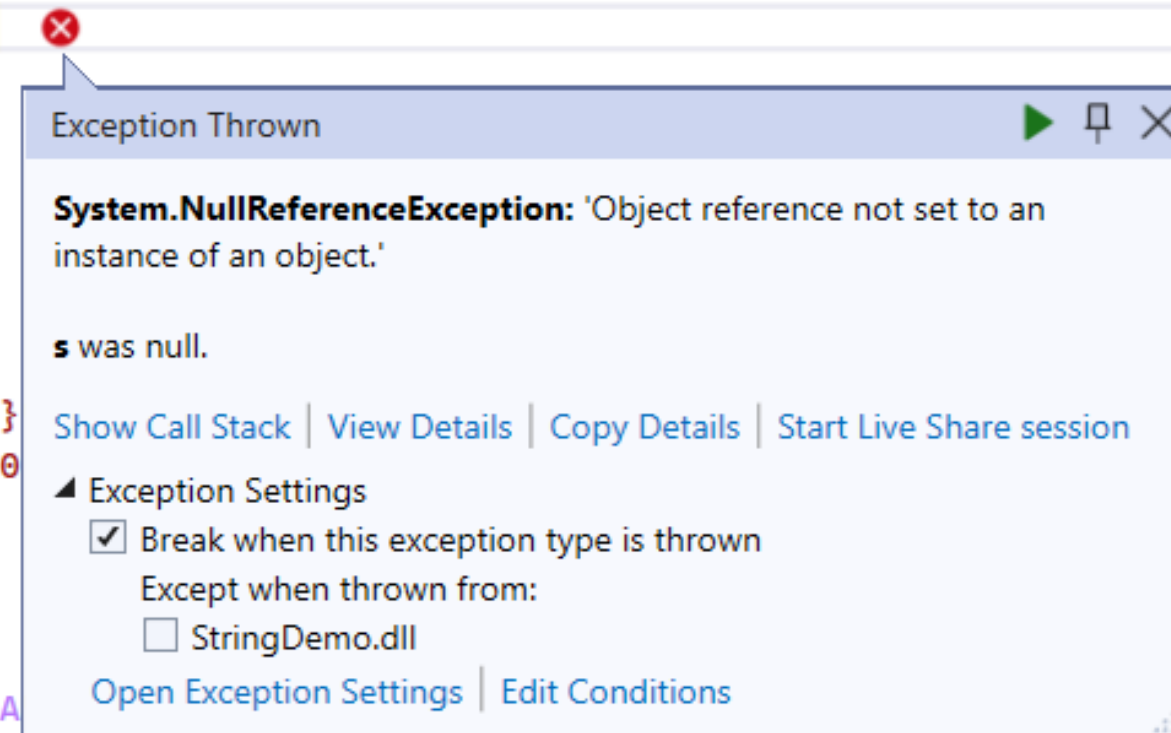 Exception Thrown
System.NullReferenceException: 'Object reference not set to an
instance of an object.'
s was null.
}
Show Call Stack | View Details | Copy Details | Start Live Share session
0
Exception Settings
Break when this exception type is thrown
Except when thrown from:
StringDemo.dll
Open Exception Settings | Edit Conditions
A